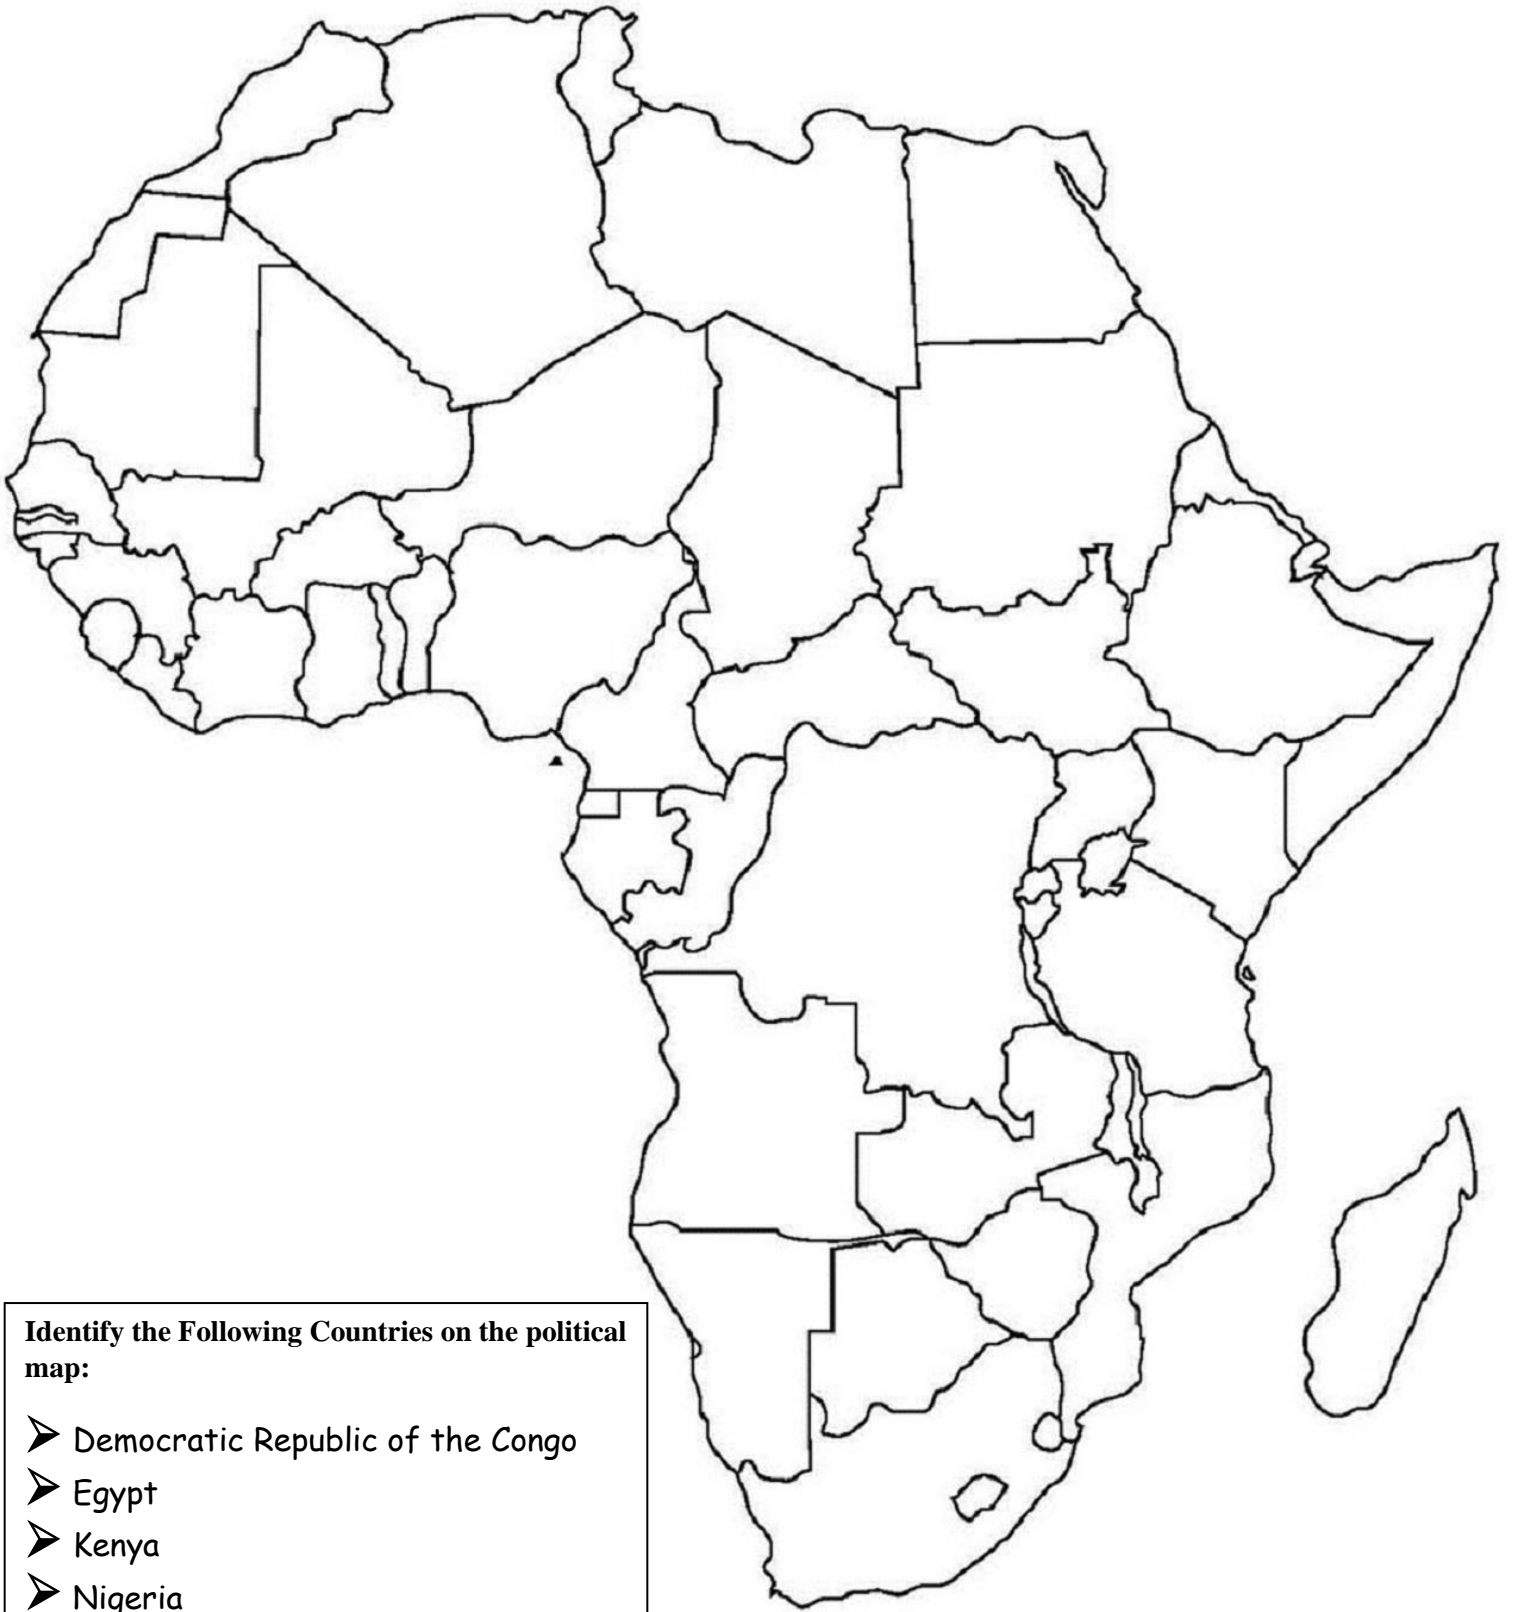 Identify the Following Countries on the political
map:
Democratic Republic of the Congo
Egypt
Kenya
Nigeria